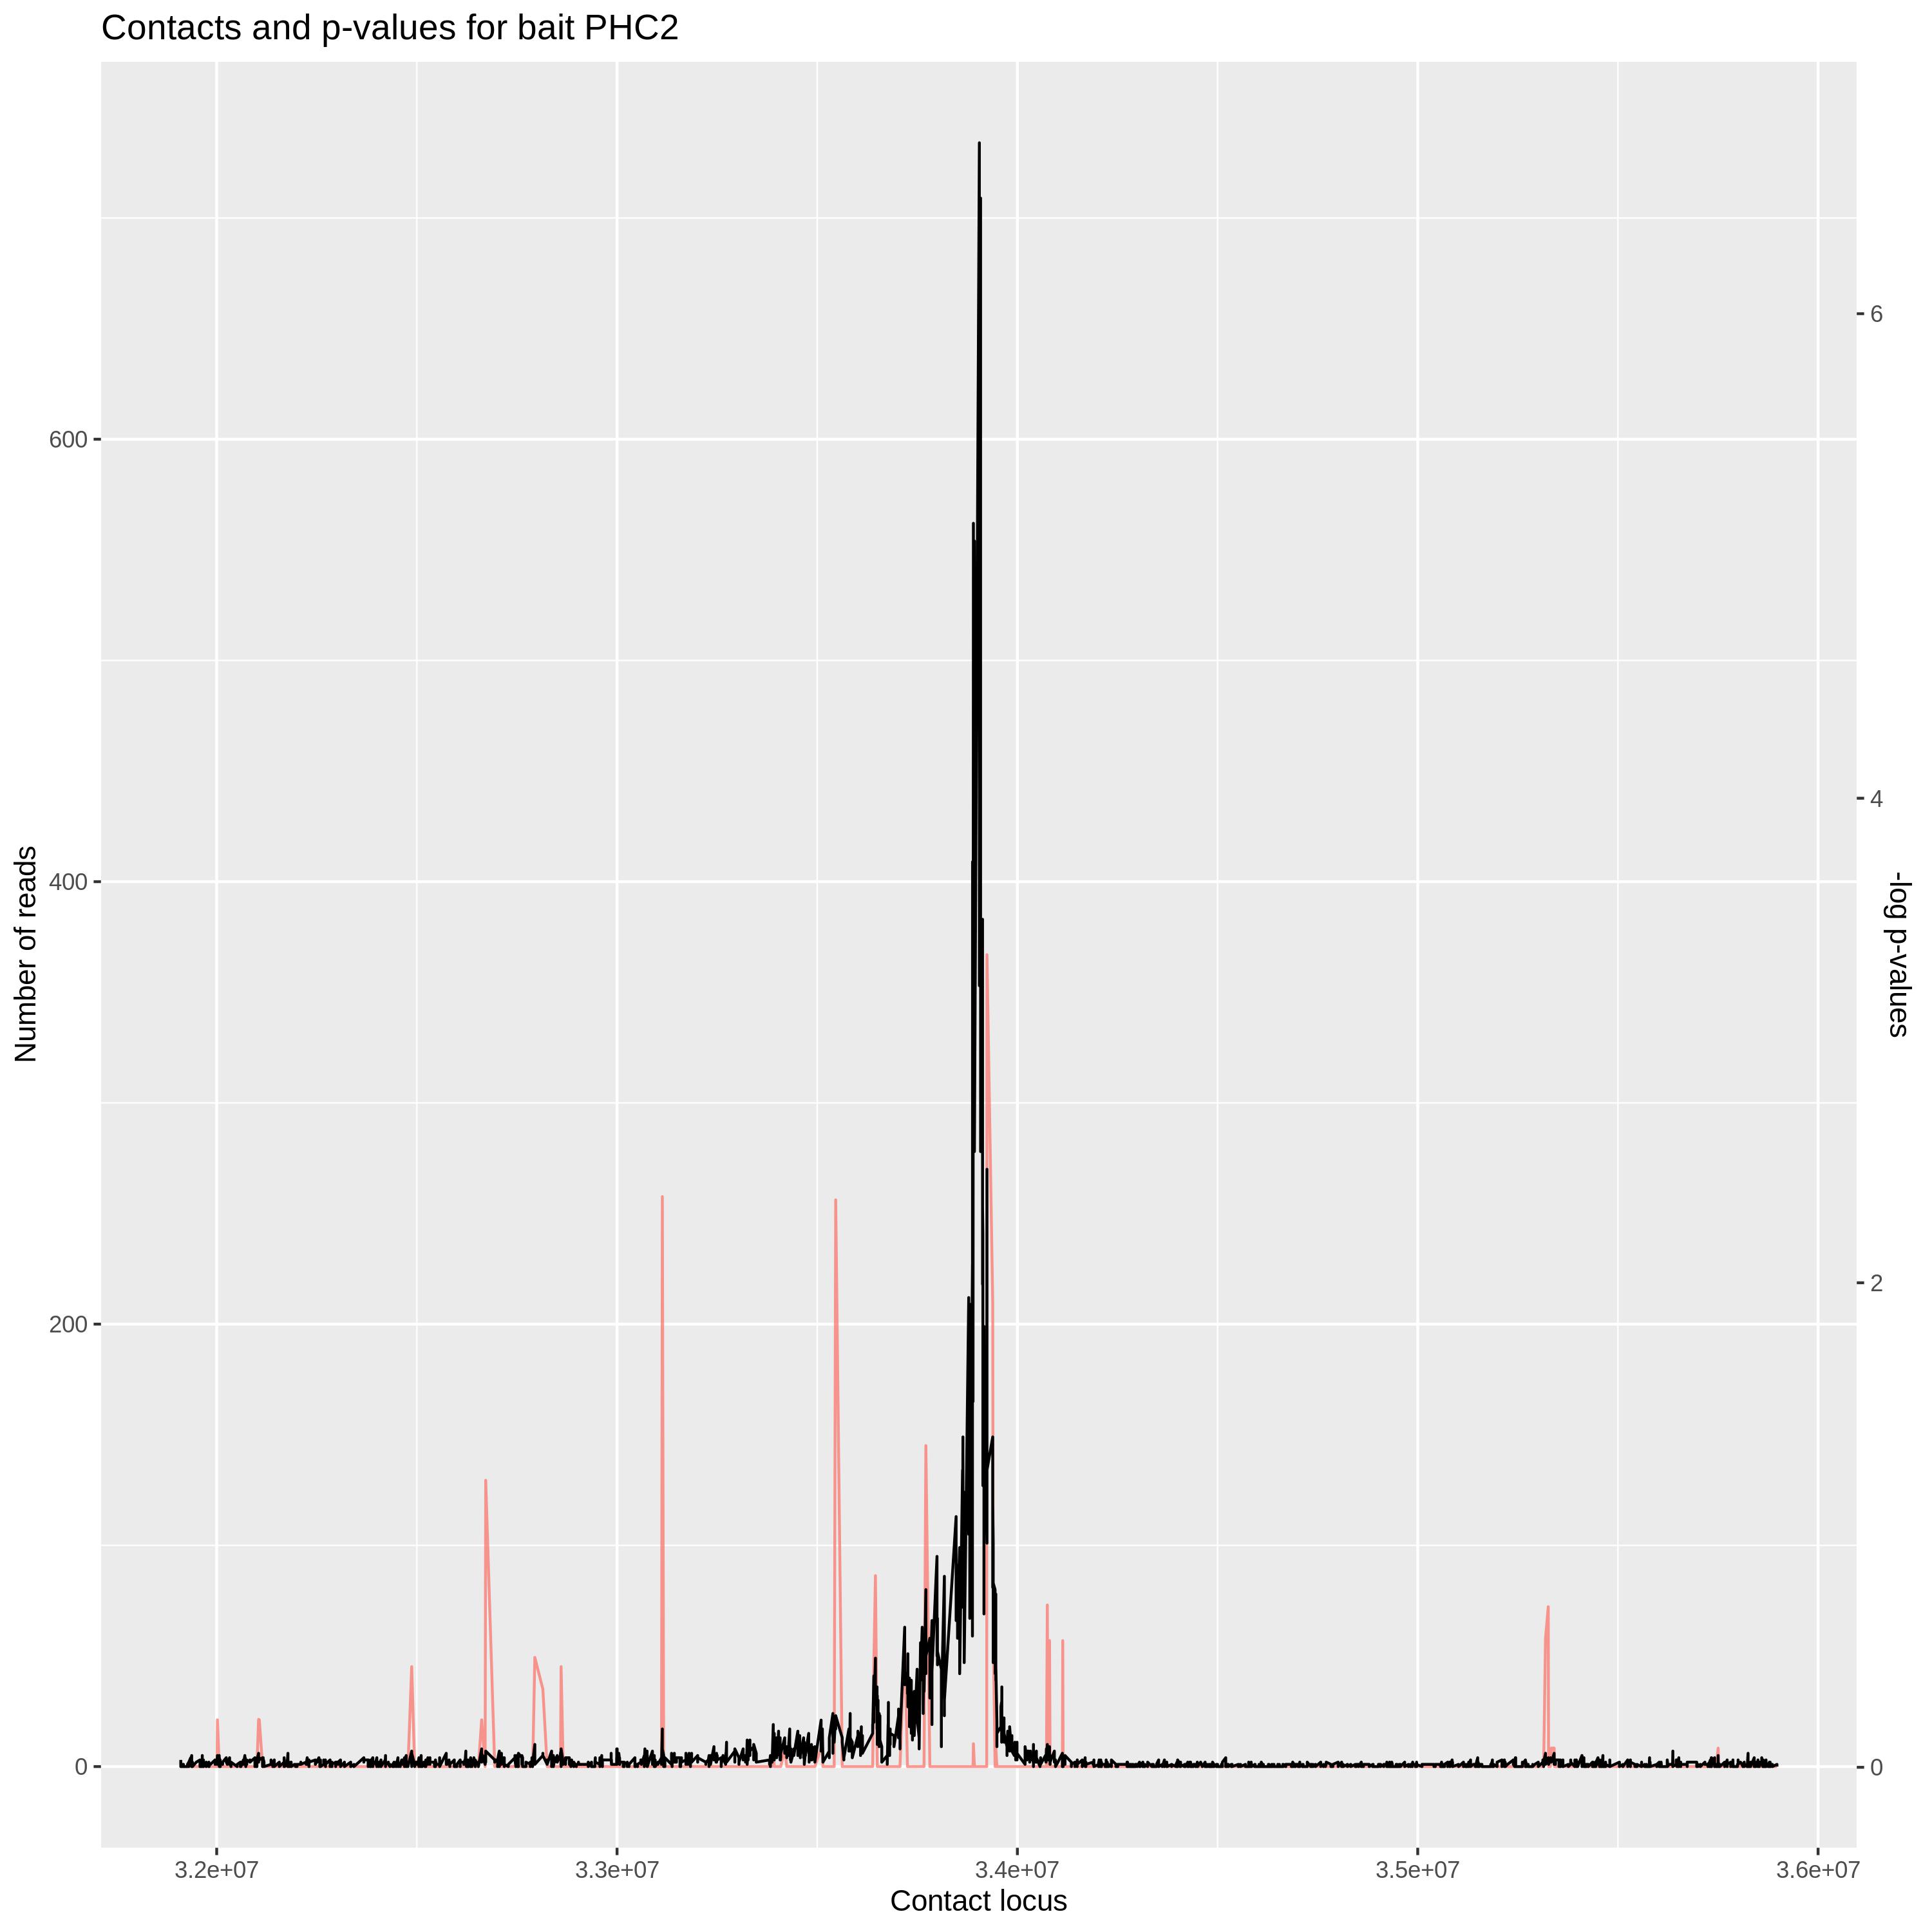 Contacts and p-values for bait PHC2
Number of reads
600
400
200
0
6
4
2
0
-log p-values
3.2e+07 3.3e+07 3.4e+07 3.5e+07 3.6e+07
Contact locus